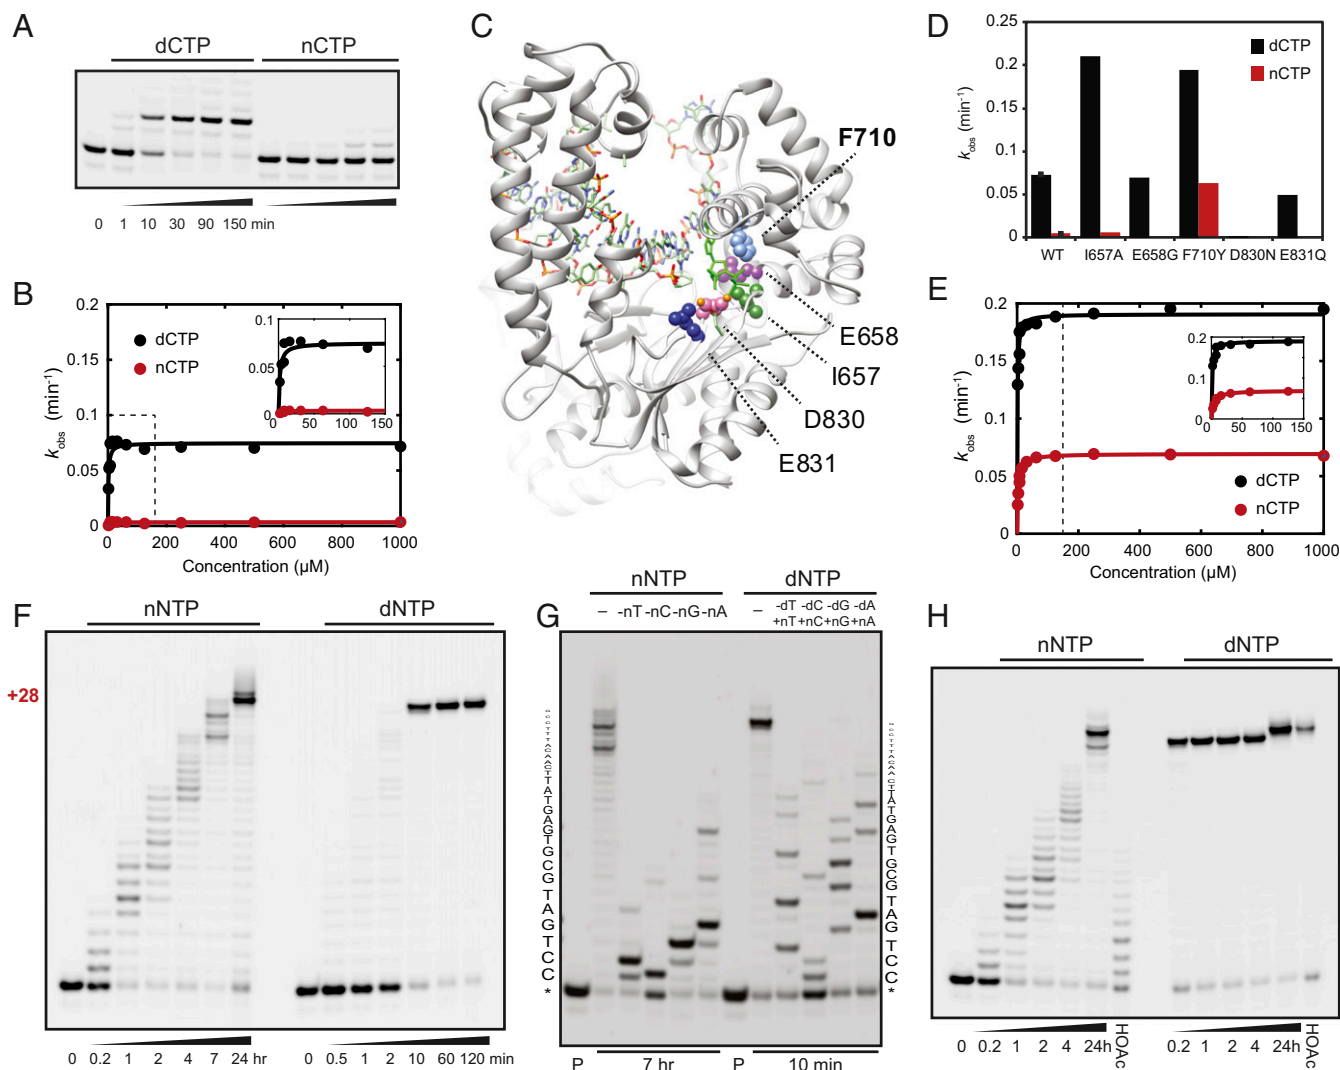 A
dCTP
nCTP
0 1 10 30 90 150 min
B
0.2
0.15
0.1
0.05
0
dCTP
nCTP
0.1
0.05
0
0 50 100 150
kobs (min-1)
0 200 400 600 800 1000
Concentration (µM)
C
F710
E658
I657
D830
E831
D
0.25
0.2
0.15
0.1
0.05
0
kobs (min-1)
dCTP
nCTP
WT I657A E658G F710Y D830N E831Q
E
0.2
0.15
0.1
0.05
0
kobs (min-1)
0.2
0.1
0
0 50 100 150
dCTP
nCTP
0 200 400 600 800 1000
Concentration (µM)
F
nNTP
dNTP
+28
0 0.2 1 2 4 7 24 hr
0 0.5 1 2 10 60 120 min
G
nNTP
dNTP
– -nT -nC -nG -nA
– -dT -dC -dG -dA
+nT +nC +nG +nA
T
A
T
G
A
G
T
G
C
G
T
A
G
T
C
C
*
T
A
T
G
A
G
T
G
C
G
T
A
G
T
C
C
*
P 7 hr P 10 min
H
nNTP
dNTP
0 0.2 1 2 4 24h HOAc
0.2 1 2 4 24h HOAc